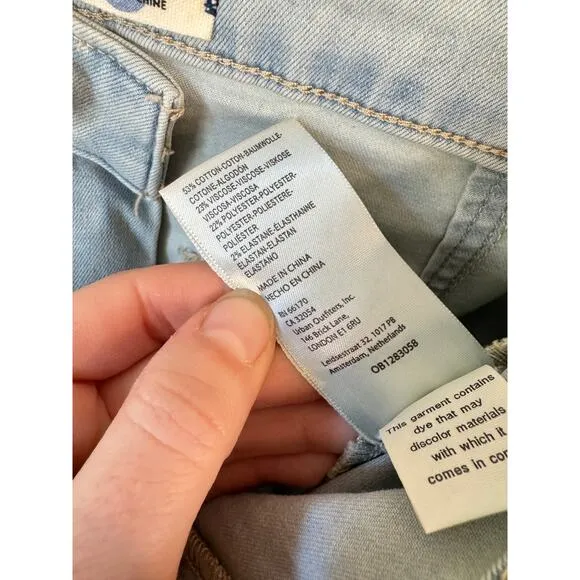 HINE
53% COTTON-COTON-BAUMWOLLE-
COTONE-ALGODÓN
23% VISCOSE-VISCOSE-VISKOSE
VISCOSA-VISCOSA
22% POLYESTER-POLYESTER-
POLYESTER-POLIESTERE-
POLIÉSTER
2% ELASTANE-ÉLASTHANNE
ELASTAN-ELASTAN
ELASTANO
MADE IN CHINA
HECHO EN CHINA
RN 66170
CA 32054
Urban Outfitters, Inc.
146 Brick Lane,
LONDON E1 6RU
Leidsestraat 32, 1017 PB
Amsterdam, Netherlands
OB1283058
This garment contains
dye that may
discolor materials
with which it
comes in con